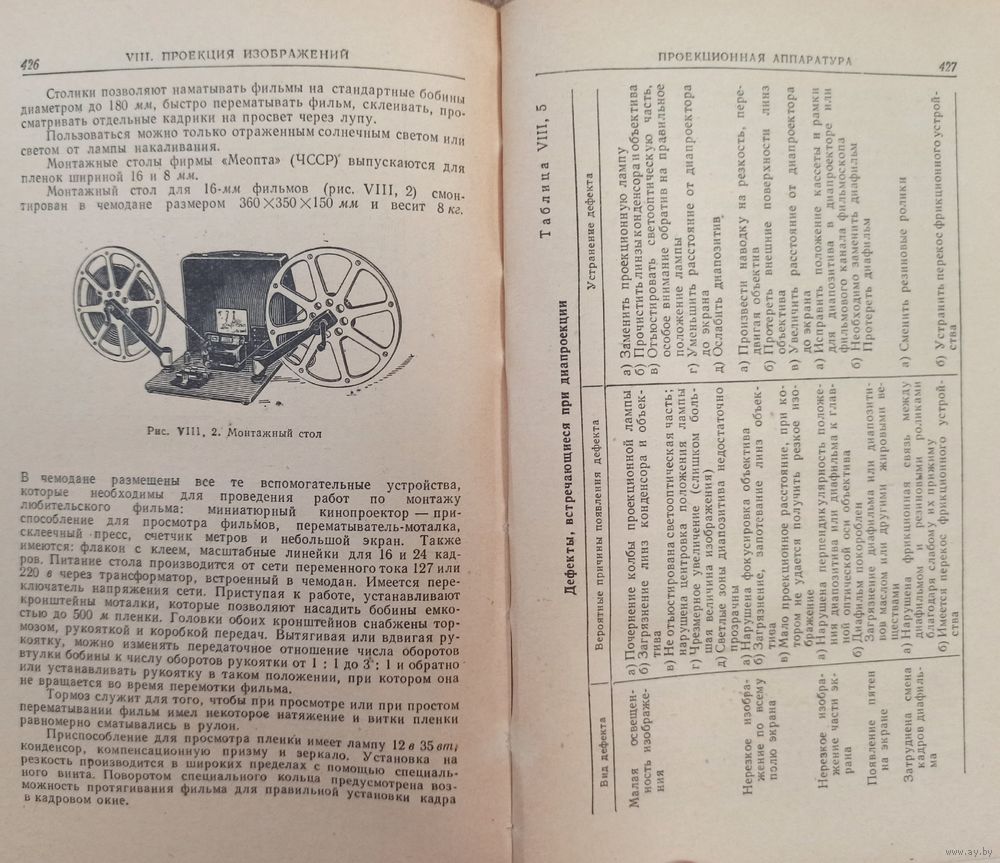 426
VIII. ПРОЕКЦИЯ ИЗОБРАЖЕНИЙ
Столики позволяют наматывать фильмы на стандартные бобины
диаметром до 180 мм, быстро перематывать фильм, склеивать, про-
сматривать отдельные кадрики на просвет через лупу.
Пользоваться можно только отраженным солнечным светом или
светом от лампы накаливания.
Монтажные столы фирмы «Меопта» (ЧССР) выпускаются для
пленок шириной 16 и 8 мм.
Монтажный стол для 16-мм фильмов (рис. VIII, 2) смон-
тирован в чемодане размером 360×350×150 мм и весит 8 кг.
Рис. VIII, 2. Монтажный стол
В чемодане размещены все те вспомогательные устройства,
которые необходимы для проведения работ по монтажу
любительского фильма: миниатюрный кинопроектор — при-
способление для просмотра фильмов, перематыватель-моталка,
склеечный пресс, счетчик метров и небольшой экран. Также
имеются: флакон с клеем, масштабные линейки для 16 и 24 кад-
ров. Питание стола производится от сети переменного тока 127 или
220 в через трансформатор, встроенный в чемодан. Имеется пере-
ключатель напряжения сети. Приступая к работе, устанавливают
кронштейны моталки, которые позволяют насадить бобины емко-
стью до 500 м пленки. Головки обоих кронштейнов снабжены тор-
мозом, рукояткой и коробкой передач. Вытягивая или вдвигая ру-
коятку, можно изменять передаточное отношение числа оборотов
втулки бобины к числу оборотов рукоятки от 1 : 1 до 3 : 1 и обратно
или устанавливать рукоятку в таком положении, при котором она
не вращается во время перемотки фильма.
Тормоз служит для того, чтобы при просмотре или при простом
перематывании фильм имел некоторое натяжение и витки пленки
равномерно сматывались в рулон.
Приспособление для просмотра пленки имеет лампу 12 в 35 вт,
конденсор, компенсационную призму и зеркало. Установка на
резкость производится в широких пределах с помощью специаль-
ного винта. Поворотом специального кольца предусмотрена воз-
можность протягивания фильма для правильной установки кадра
в кадровом окне.
ПРОЕКЦИОННАЯ АППАРАТУРА
427
Таблица VIII, 5
Дефекты, встречающиеся при диапроекции
Вид дефекта
Вероятные причины появления дефекта
Устранение дефекта
Малая освещен-
ность изображе-
ния
а) Почернение колбы проекционной лампы
б) Загрязнение линз конденсора и объек-
тива
в) Не отъюстирована светооптическая часть;
нарушена центровка положения лампы
г) Чрезмерное увеличение (слишком боль-
шая величина изображения)
д) Светлые зоны диапозитива недостаточно
прозрачны
а) Заменить проекционную лампу
б) Прочистить линзы конденсора и объектива
в) Отъюстировать светооптическую часть,
особое внимание обратив на правильное
положение лампы
г) Уменьшить расстояние от диапроектора
до экрана
д) Ослабить диапозитив
Нерезкое изобра-
жение по всему
полю экрана
а) Нарушена фокусировка объектива
б) Загрязнение, запотевание линз объек-
тива
в) Мало проекционное расстояние, при ко-
тором не удается получить резкое изо-
бражение
а) Произвести наводку на резкость, пере-
двигая объектив
б) Протереть внешние поверхности линз
объектива
в) Увеличить расстояние от диапроектора
до экрана
Нерезкое изобра-
жение части эк-
рана
а) Нарушена перпендикулярность положе-
ния диапозитива или диафильма к глав-
ной оптической оси объектива
б) Диафильм покороблен
а) Исправить положение кассеты и рамки
для диапозитива в диапроекторе или
фильмового канала фильмоскопа
б) Необходимо заменить диафильм
Появление пятен
на экране
Загрязнение диафильма или диапозити-
вов маслом или другими жировыми ве-
ществами
Протереть диафильм
Затруднена смена
кадров диафиль-
ма
а) Нарушена фрикционная связь между
диафильмом и резиновыми роликами
благодаря слабому их прижиму
б) Имеется перекос фрикционного устрой-
ства
а) Сменить резиновые ролики
б) Устранить перекос фрикционного устрой-
ства
www.ay.by